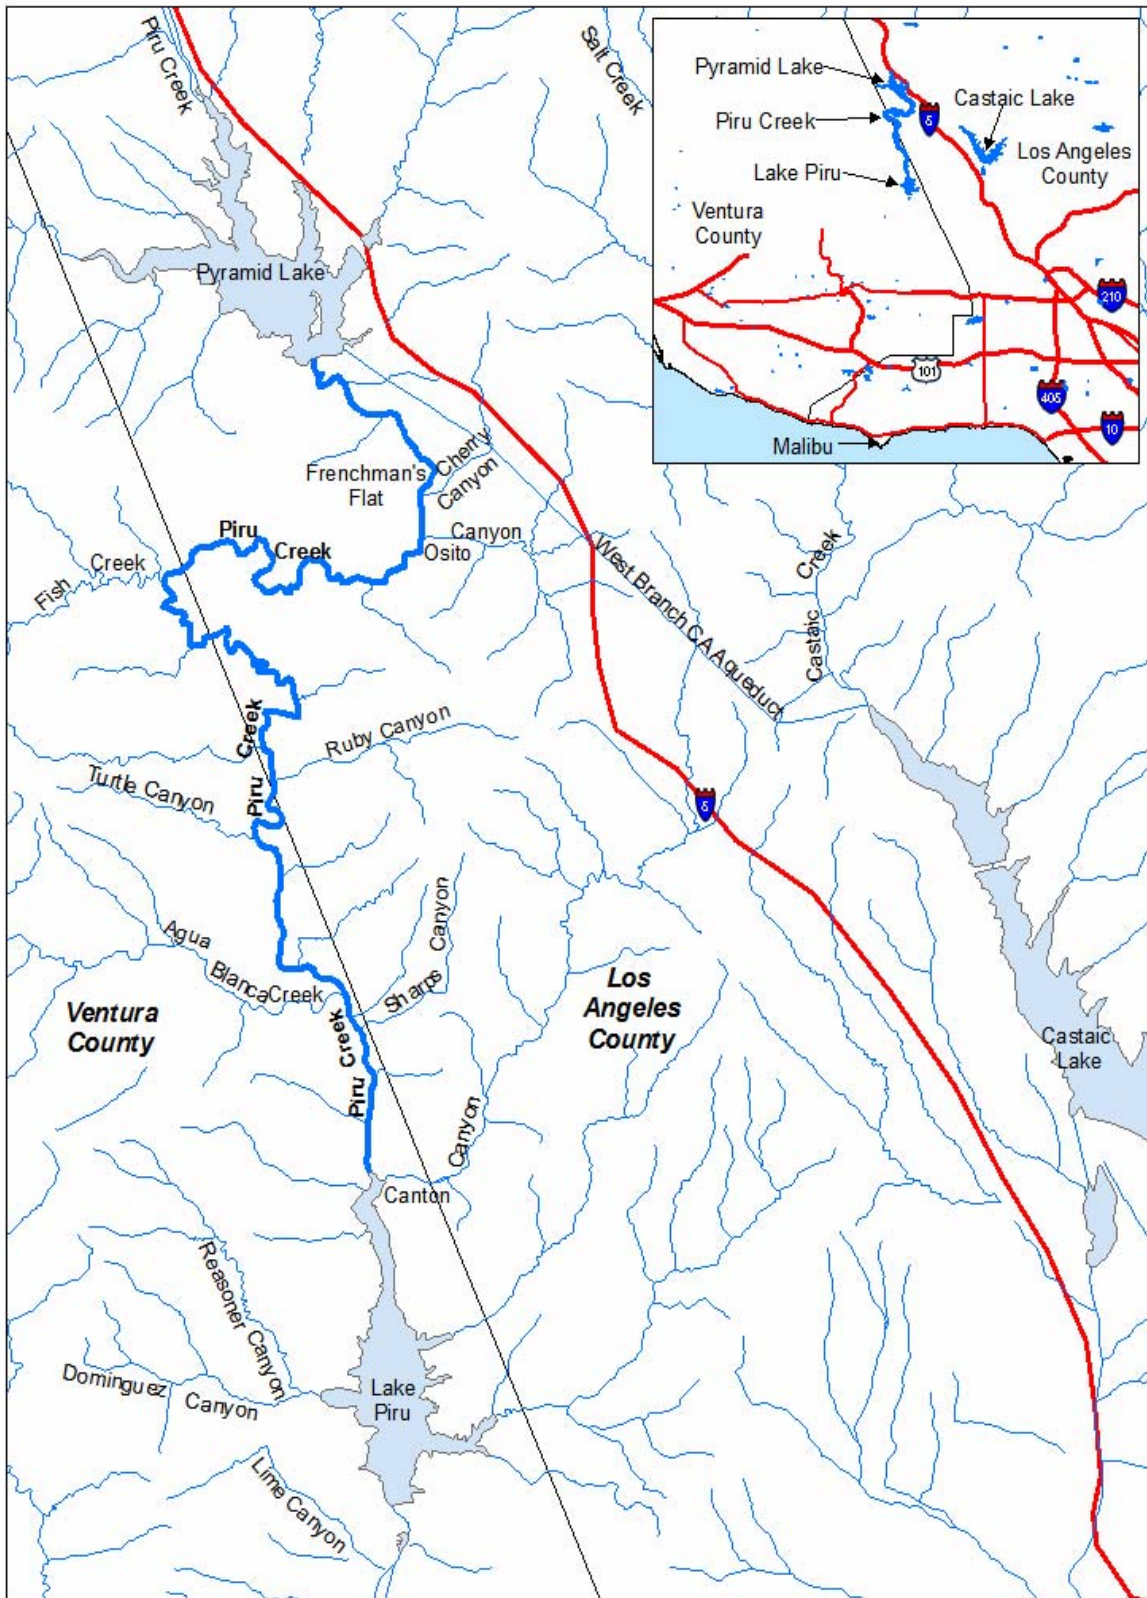 Piru Creek
Salt Creek
Pyramid Lake
Pyramid Lake
Piru Creek
Lake Piru
Castaic Lake
Los Angeles
County
Ventura
County
5
210
101
405
10
Malibu
Frenchman's
Flat
Cherry
Canyon
Canyon
Osito
Piru
Creek
Creek
Fish
West Branch CA Aqueduct
Creek
Castaic
Creek
Piru
Ruby Canyon
Turtle Canyon
5
Agua
Blanca Creek
Canyon
Sharps
Ventura
County
Los
Angeles
County
Creek
Piru
Castaic
Lake
Canyon
Canton
Reasoner Canyon
Dominguez
Canyon
Lake
Piru
Lime Canyon